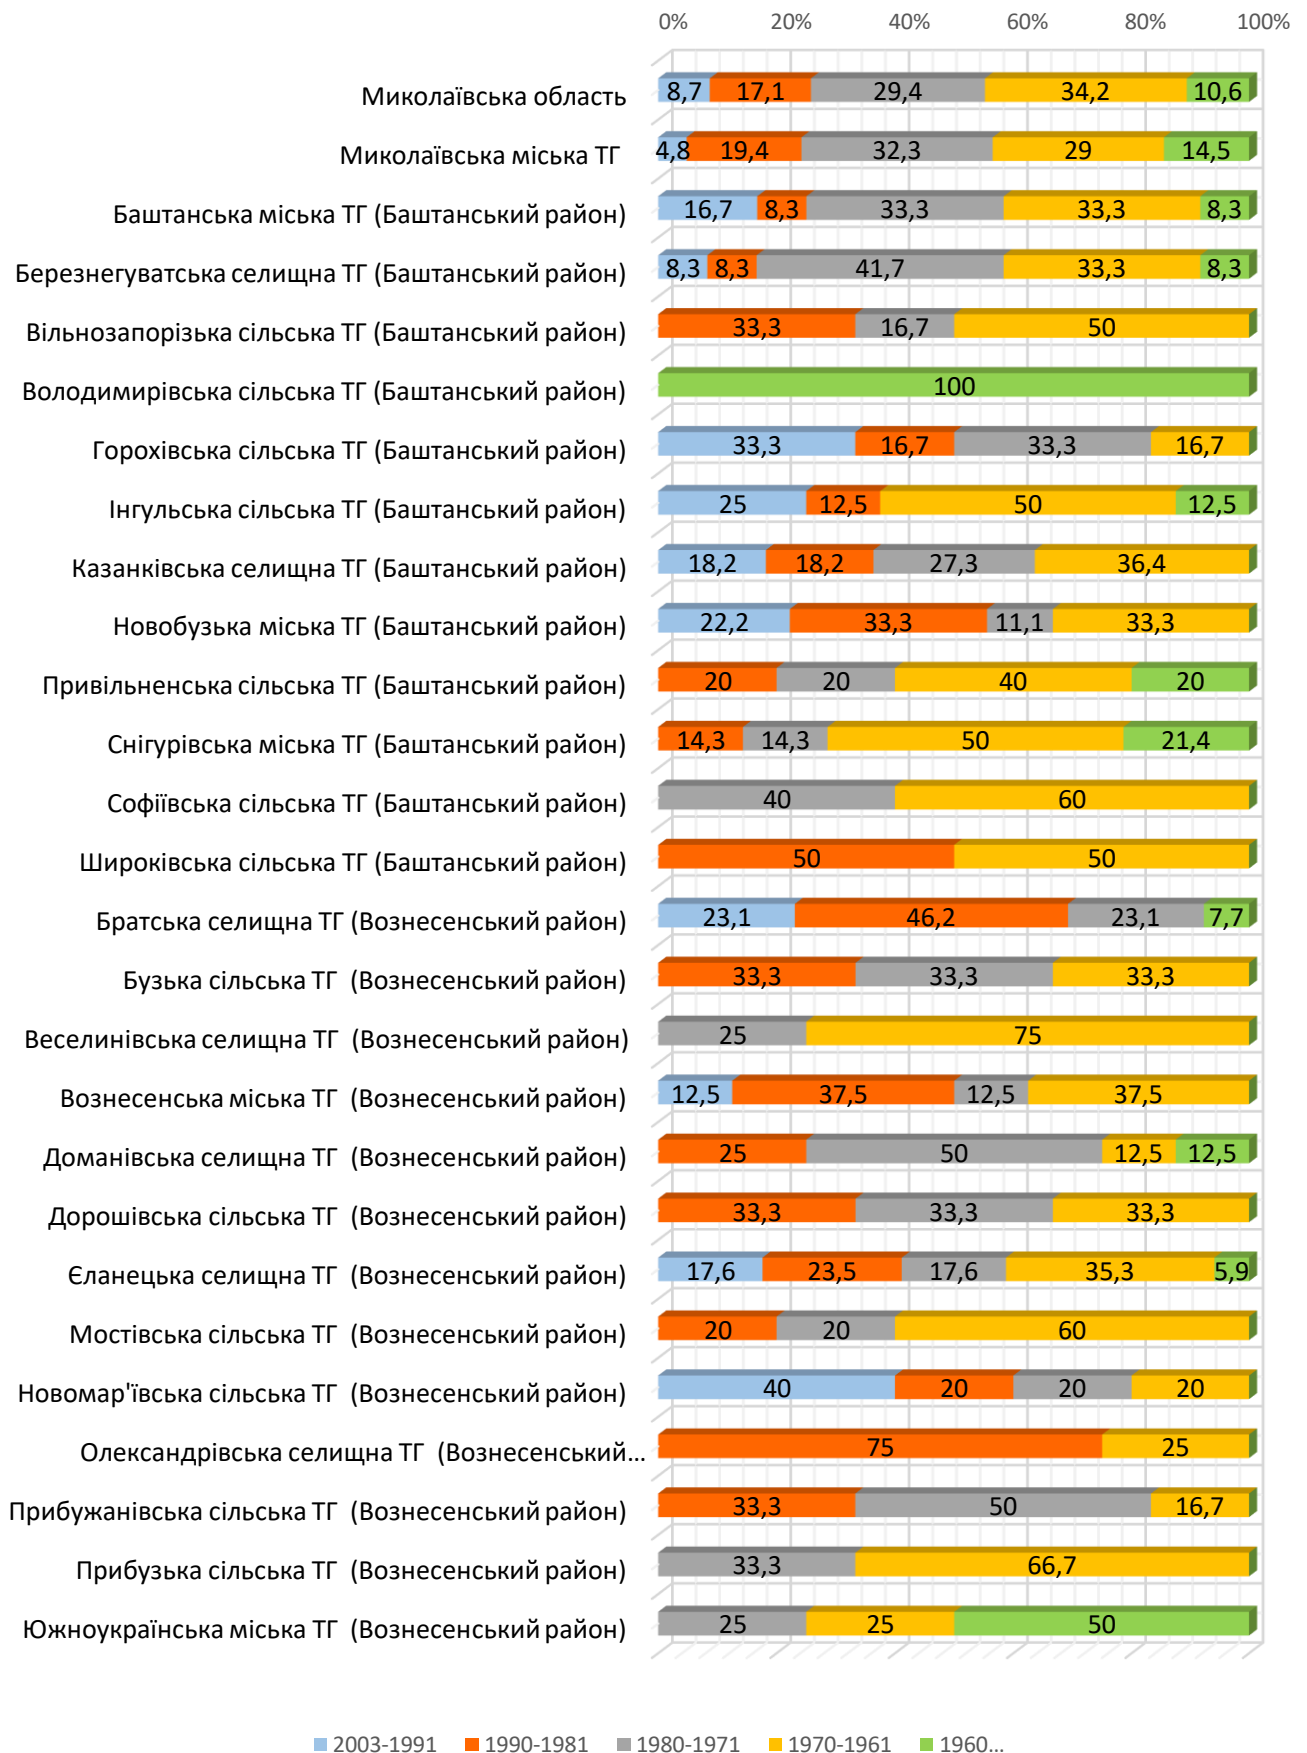 0% 20% 40% 60% 80% 100%
Миколаївська область 8,7 17,1 29,4 34,2 10,6
Миколаївська міська ТГ 4,8 19,4 32,3 29 14,5
Баштанська міська ТГ (Баштанський район) 16,7 8,3 33,3 33,3 8,3
Березнегуватська селищна ТГ (Баштанський район) 8,3 8,3 41,7 33,3 8,3
Вільнозапорізька сільська ТГ (Баштанський район) 33,3 16,7 50
Володимирівська сільська ТГ (Баштанський район) 100
Горохівська сільська ТГ (Баштанський район) 33,3 16,7 33,3 16,7
Інгульська сільська ТГ (Баштанський район) 25 12,5 50 12,5
Казанківська селищна ТГ (Баштанський район) 18,2 18,2 27,3 36,4
Новобузька міська ТГ (Баштанський район) 22,2 33,3 11,1 33,3
Привільненська сільська ТГ (Баштанський район) 20 20 40 20
Снігурівська міська ТГ (Баштанський район) 14,3 14,3 50 21,4
Софіївська сільська ТГ (Баштанський район) 40 60
Широківська сільська ТГ (Баштанський район) 50 50
Братська селищна ТГ (Вознесенський район) 23,1 46,2 23,1 7,7
Бузька сільська ТГ (Вознесенський район) 33,3 33,3 33,3
Веселинівська селищна ТГ (Вознесенський район) 25 75
Вознесенська міська ТГ (Вознесенський район) 12,5 37,5 12,5 37,5
Доманівська селищна ТГ (Вознесенський район) 25 50 12,5 12,5
Дорошівська сільська ТГ (Вознесенський район) 33,3 33,3 33,3
Єланецька селищна ТГ (Вознесенський район) 17,6 23,5 17,6 35,3 5,9
Мостівська сільська ТГ (Вознесенський район) 20 20 60
Новомар'ївська сільська ТГ (Вознесенський район) 40 20 20 20
Олександрівська селищна ТГ (Вознесенський... 75 25
Прибужанівська сільська ТГ (Вознесенський район) 33,3 50 16,7
Прибузька сільська ТГ (Вознесенський район) 33,3 66,7
Южноукраїнська міська ТГ (Вознесенський район) 25 25 50
2003-1991 1990-1981 1980-1971 1970-1961 1960...